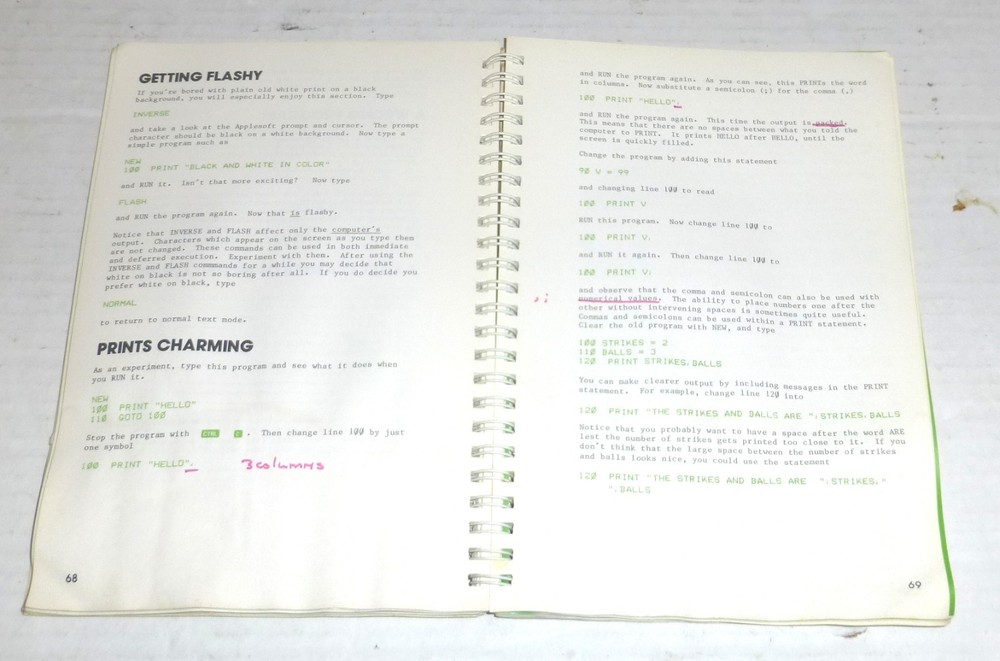 GETTING FLASHY
If you're bored with plain old white print on a black
background, you will especially enjoy this section.  Type
INVERSE
and take a look at the Applesoft prompt and cursor.  The prompt
character should be black on a white background.  Now type a
simple program such as
NEW
100  PRINT "BLACK AND WHITE IN COLOR"
and RUN it.  Isn't that more exciting?  Now type
FLASH
and RUN the program again.  Now that is flashy.
Notice that INVERSE and FLASH affect only the computer's
output.  Characters which appear on the screen as you type them
are not changed.  These commands can be used in both immediate
and deferred execution.  Experiment with them.  After using the
INVERSE and FLASH commands for a while you may decide that
white on black is not so boring after all.  If you do decide you
prefer white on black, type
NORMAL
to return to normal text mode.
PRINTS CHARMING
As an experiment, type this program and see what it does when
you RUN it.
NEW
100  PRINT "HELLO"
110  GOTO 100
Stop the program with CTRL C .  Then change line 100 by just
one symbol
100  PRINT "HELLO",
3 columns
68
and RUN the program again.  As you can see, this PRINTs the word
in columns.  Now substitute a semicolon (;) for the comma (,)
100  PRINT "HELLO";
and RUN the program again.  This time the output is packed.
This means that there are no spaces between what you told the
computer to PRINT.  It prints HELLO after HELLO, until the
screen is quickly filled.
Change the program by adding this statement
90 V = 99
and changing line 100 to read
100  PRINT V
RUN this program.  Now change line 100 to
100  PRINT V,
and RUN it again.  Then change line 100 to
100  PRINT V;
, ;
and observe that the comma and semicolon can also be used with
numerical values.  The ability to place numbers one after the
other without intervening spaces is sometimes quite useful.
Commas and semicolons can be used within a PRINT statement.
Clear the old program with NEW, and type
100 STRIKES = 2
110 BALLS = 3
120  PRINT STRIKES, BALLS
You can make clearer output by including messages in the PRINT
statement.  For example, change line 120 into
120  PRINT "THE STRIKES AND BALLS ARE ";STRIKES,BALLS
Notice that you probably want to have a space after the word ARE
lest the number of strikes gets printed too close to it.  If you
don't think that the large space between the number of strikes
and balls looks nice, you could use the statement
120  PRINT "THE STRIKES AND BALLS ARE  ";STRIKES;"
";BALLS
69